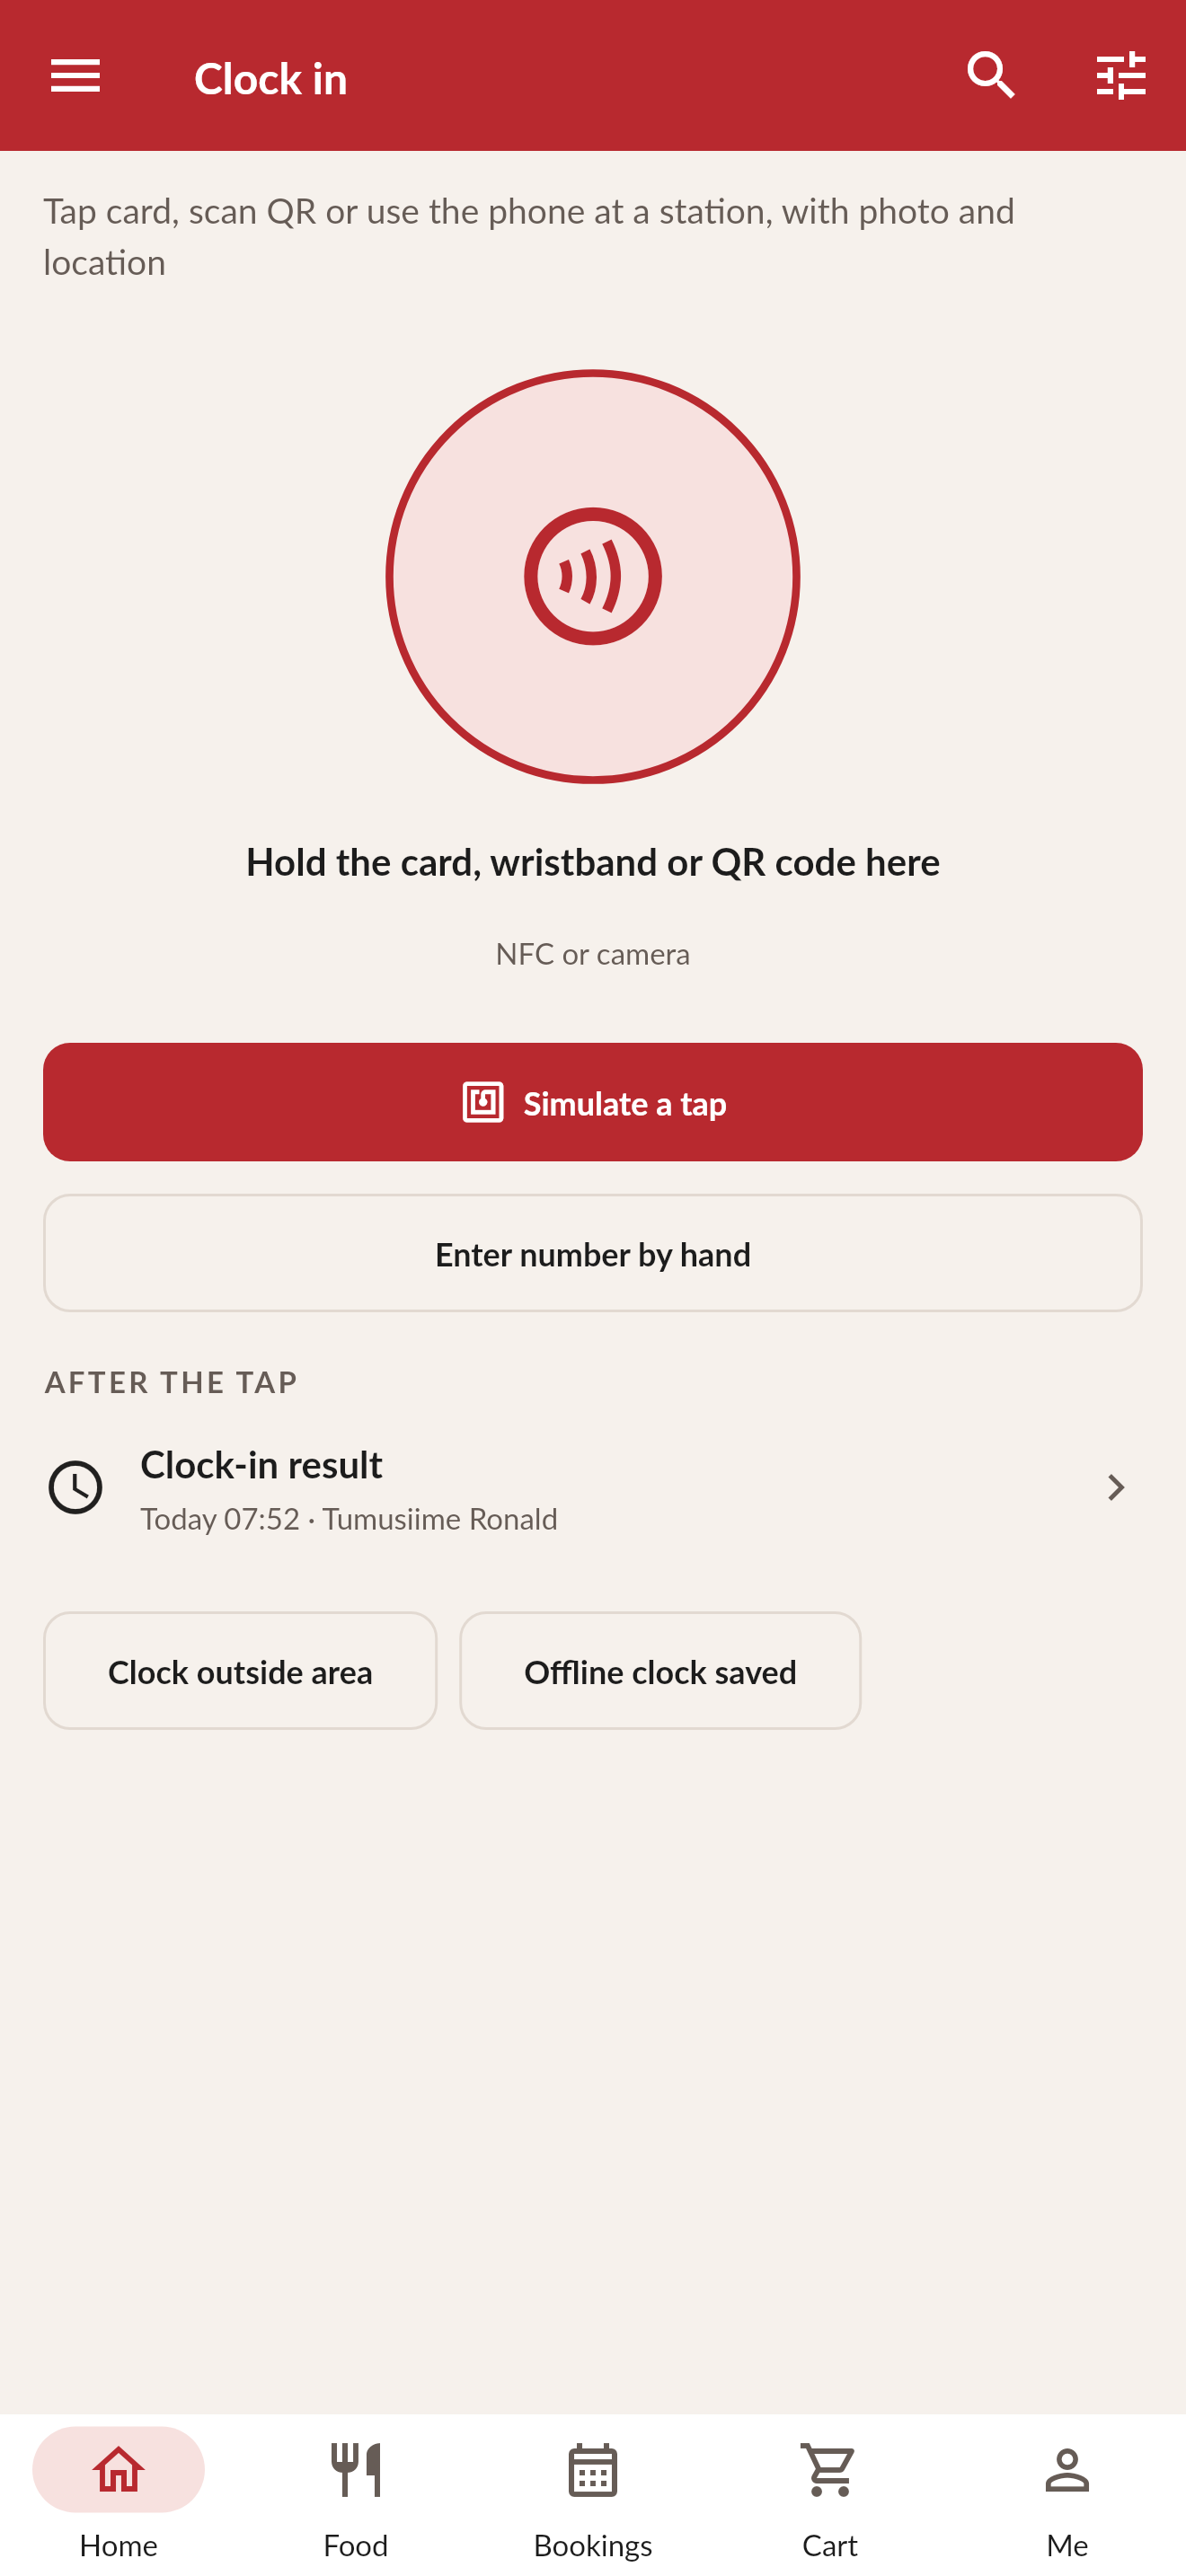 Clock in
Tap card, scan QR or use the phone at a station, with photo and
location
Hold the card, wristband or QR code here
NFC or camera
Simulate a tap
Enter number by hand
AFTER THE TAP
Clock-in result
Today 07:52 · Tumusiime Ronald
Clock outside area
Offline clock saved
Home
Food
Bookings
Cart
Me